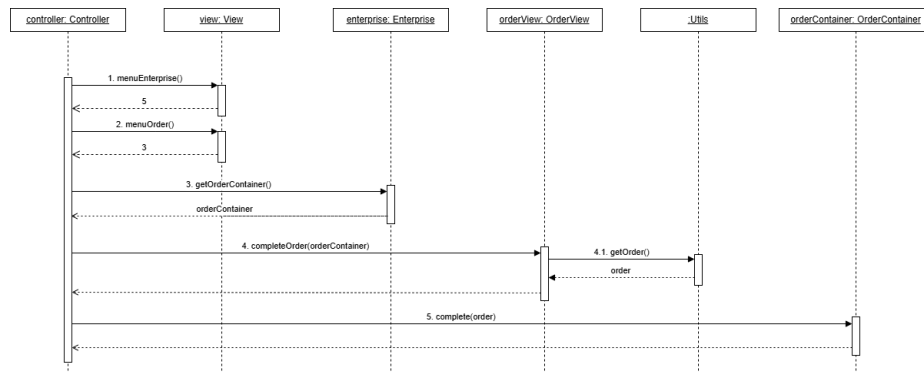 controller: Controller
view: View
enterprise: Enterprise
orderView: OrderView
:Utils
orderContainer: OrderContainer
1. menuEnterprise()
5
2. menuOrder()
3
3. getOrderContainer()
orderContainer
4. completeOrder(orderContainer)
4.1. getOrder()
order
5. complete(order)